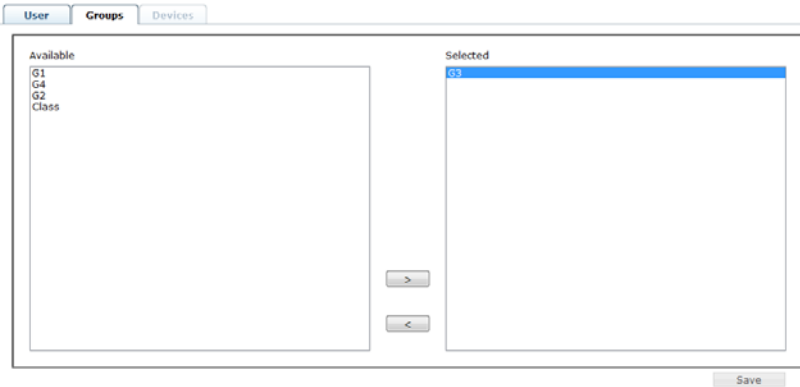 User Groups Devices
Available
Selected
G1
G4
G2
Class
G3
>
<
Save